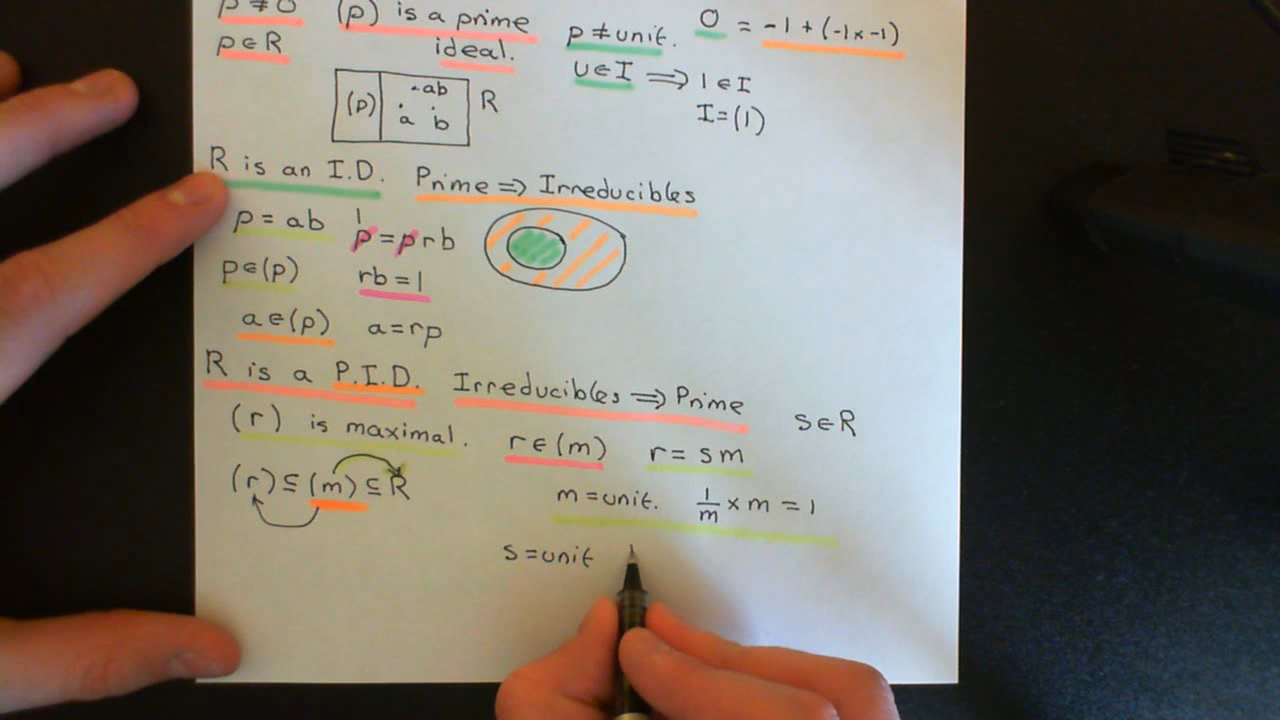 p ≠ 0 (p) is a prime ideal. p ≠ unit. 0 = -1 + (-1 x -1)
p ∈ R
u ∈ I ⟹ 1 ∈ I
I = (1)
(p) ab a b R
R is an I.D. Prime ⟹ Irreducibles
p = ab 1 p = p r b
p ∈ (p) rb = 1
a ∈ (p) a = rp
R is a P.I.D. Irreducibles ⟹ Prime
(r) is maximal. r ∈ (m) r = sm s ∈ R
(r) ⊆ (m) ⊆ R
m = unit. 1/m × m = 1
s = unit